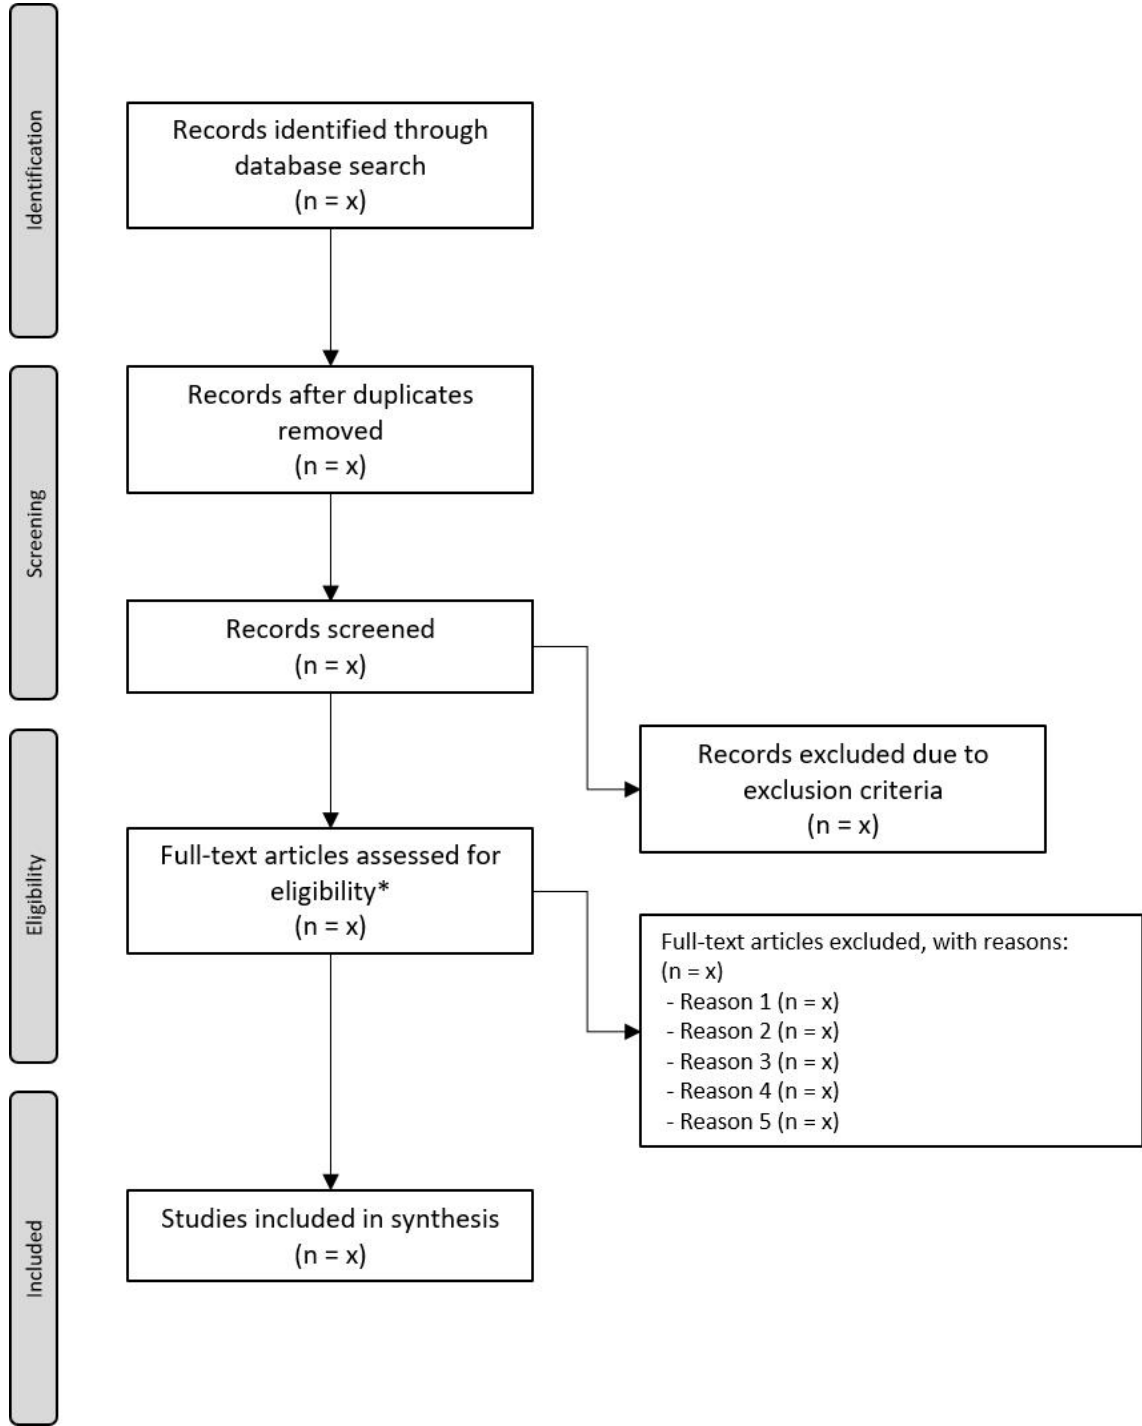 Identification
Records identified through
database search
(n = x)
Records after duplicates
removed
(n = x)
Screening
Records screened
(n = x)
Records excluded due to
exclusion criteria
(n = x)
Eligibility
Full-text articles assessed for
eligibility*
(n = x)
Full-text articles excluded, with reasons:
(n = x)
- Reason 1 (n = x)
- Reason 2 (n = x)
- Reason 3 (n = x)
- Reason 4 (n = x)
- Reason 5 (n = x)
Included
Studies included in synthesis
(n = x)